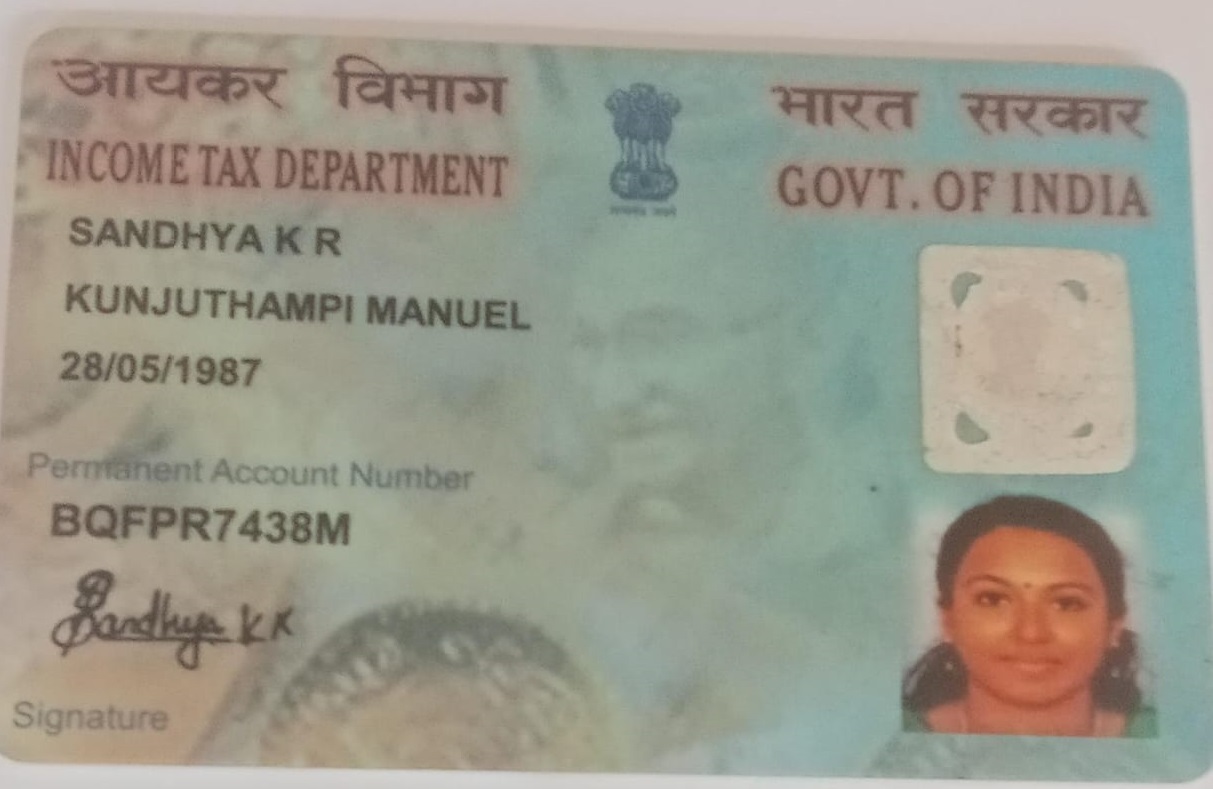 आयकर विभाग
भारत सरकार
INCOME TAX DEPARTMENT
GOVT. OF INDIA
SANDHYA K R
KUNJUTHAMPI MANUEL
28/05/1987
Permanent Account Number
BQFPR7438M
Sandhya K R
Signature